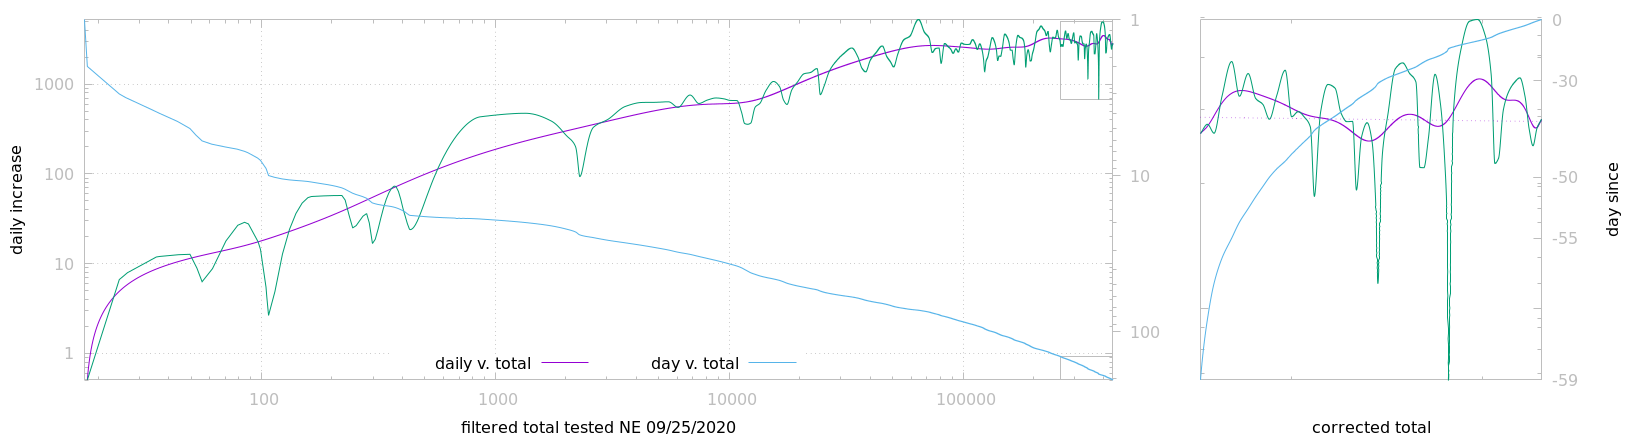 daily increase
1000
100
10
1
daily v. total
day v. total
100
1000
10000
100000
1
10
100
filtered total tested NE 09/25/2020
0
-30
-50
-55
-59
day since
corrected total